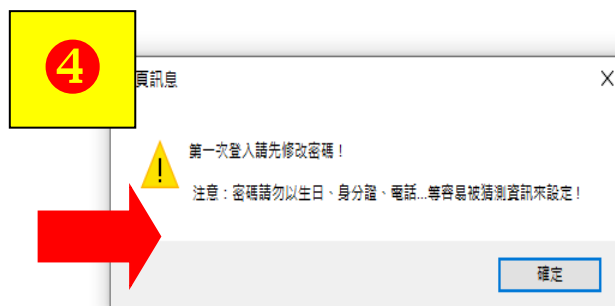 4
頁訊息
X
第一次登入請先修改密碼！
注意：密碼請勿以生日、身分證、電話...等容易被猜測資訊來設定！
確定